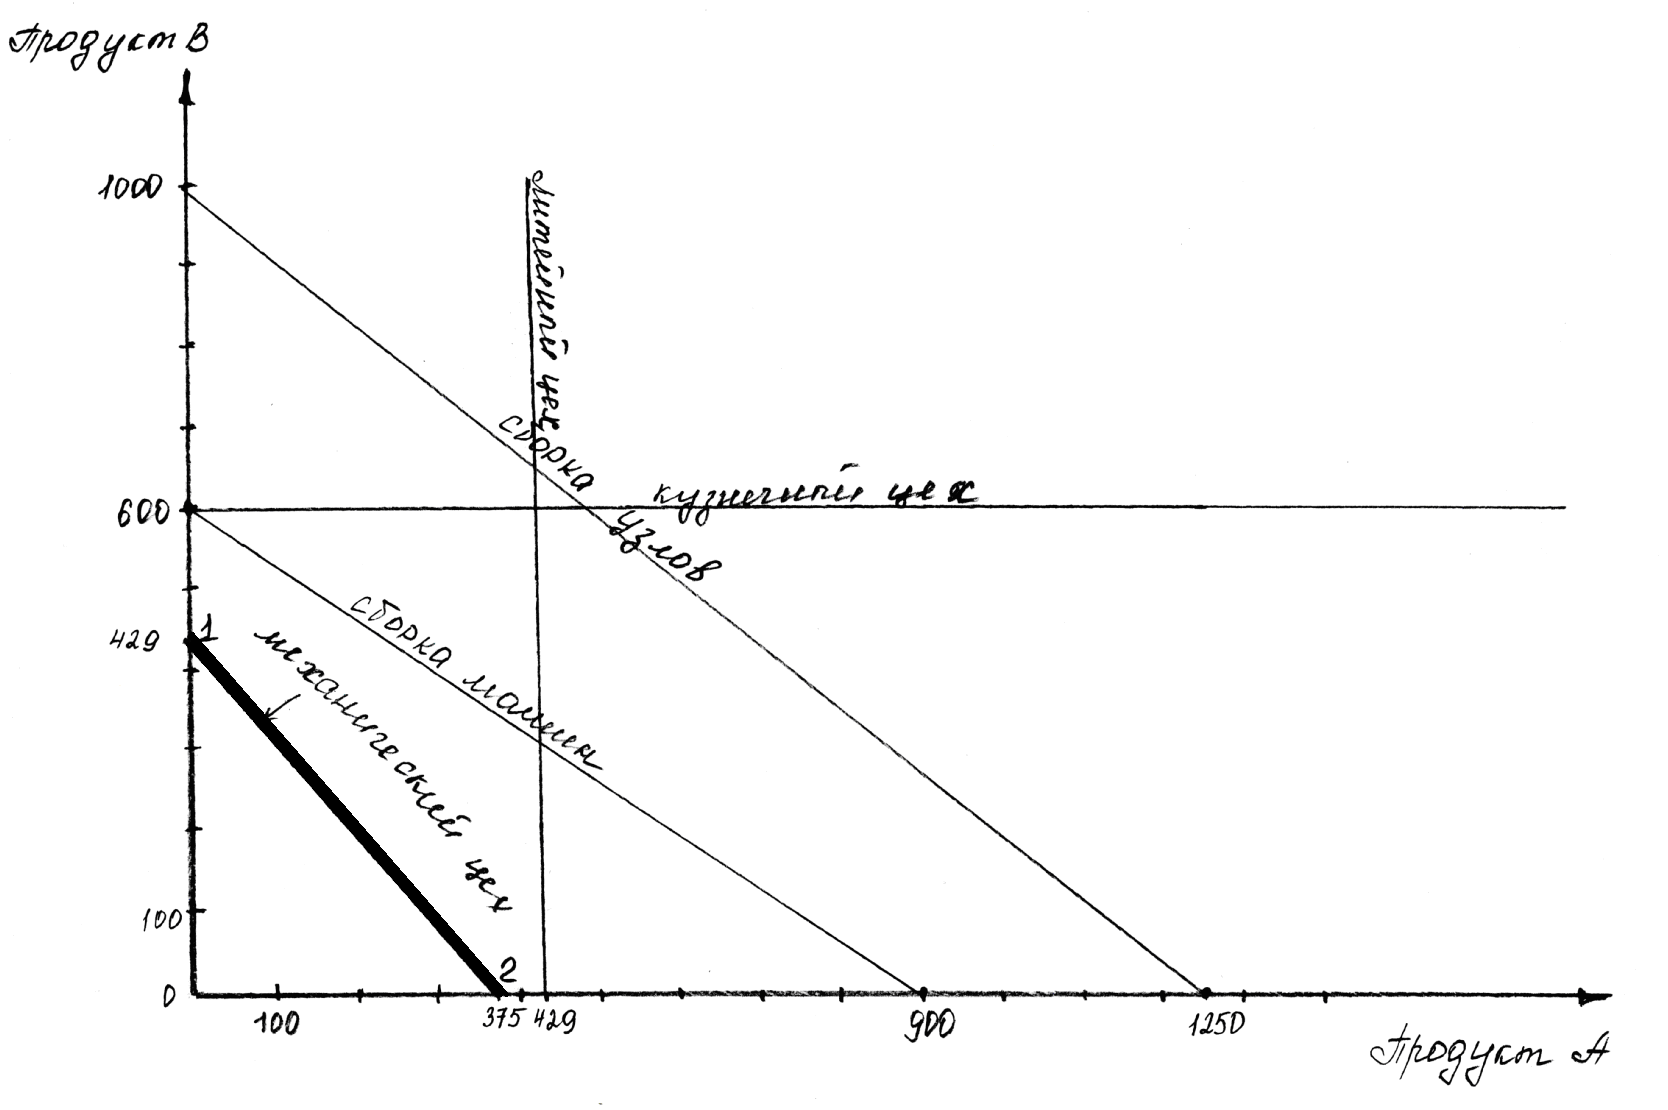 Продукт В
1000
литейный цех
сборка узлов
кузнечный цех
600
сборка машин
429
1
механический цех
100
2
0
100
375
429
900
1250
Продукт А